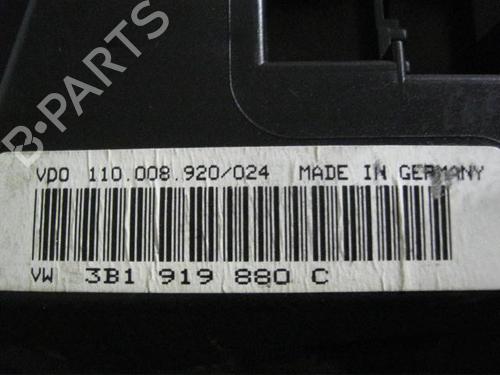 B-PARTS
VDO 110.008.920/024 MADE IN GERMANY
VW 3B1 919 880 C